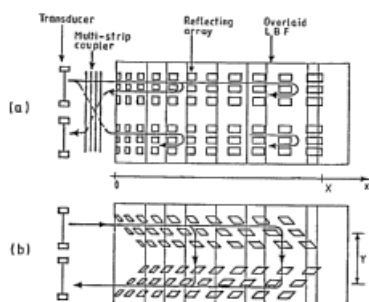 Transducer
Multi-strip
coupler
Reflecting
array
Overlaid
LBF
(a)
0
X
x
(b)
Y